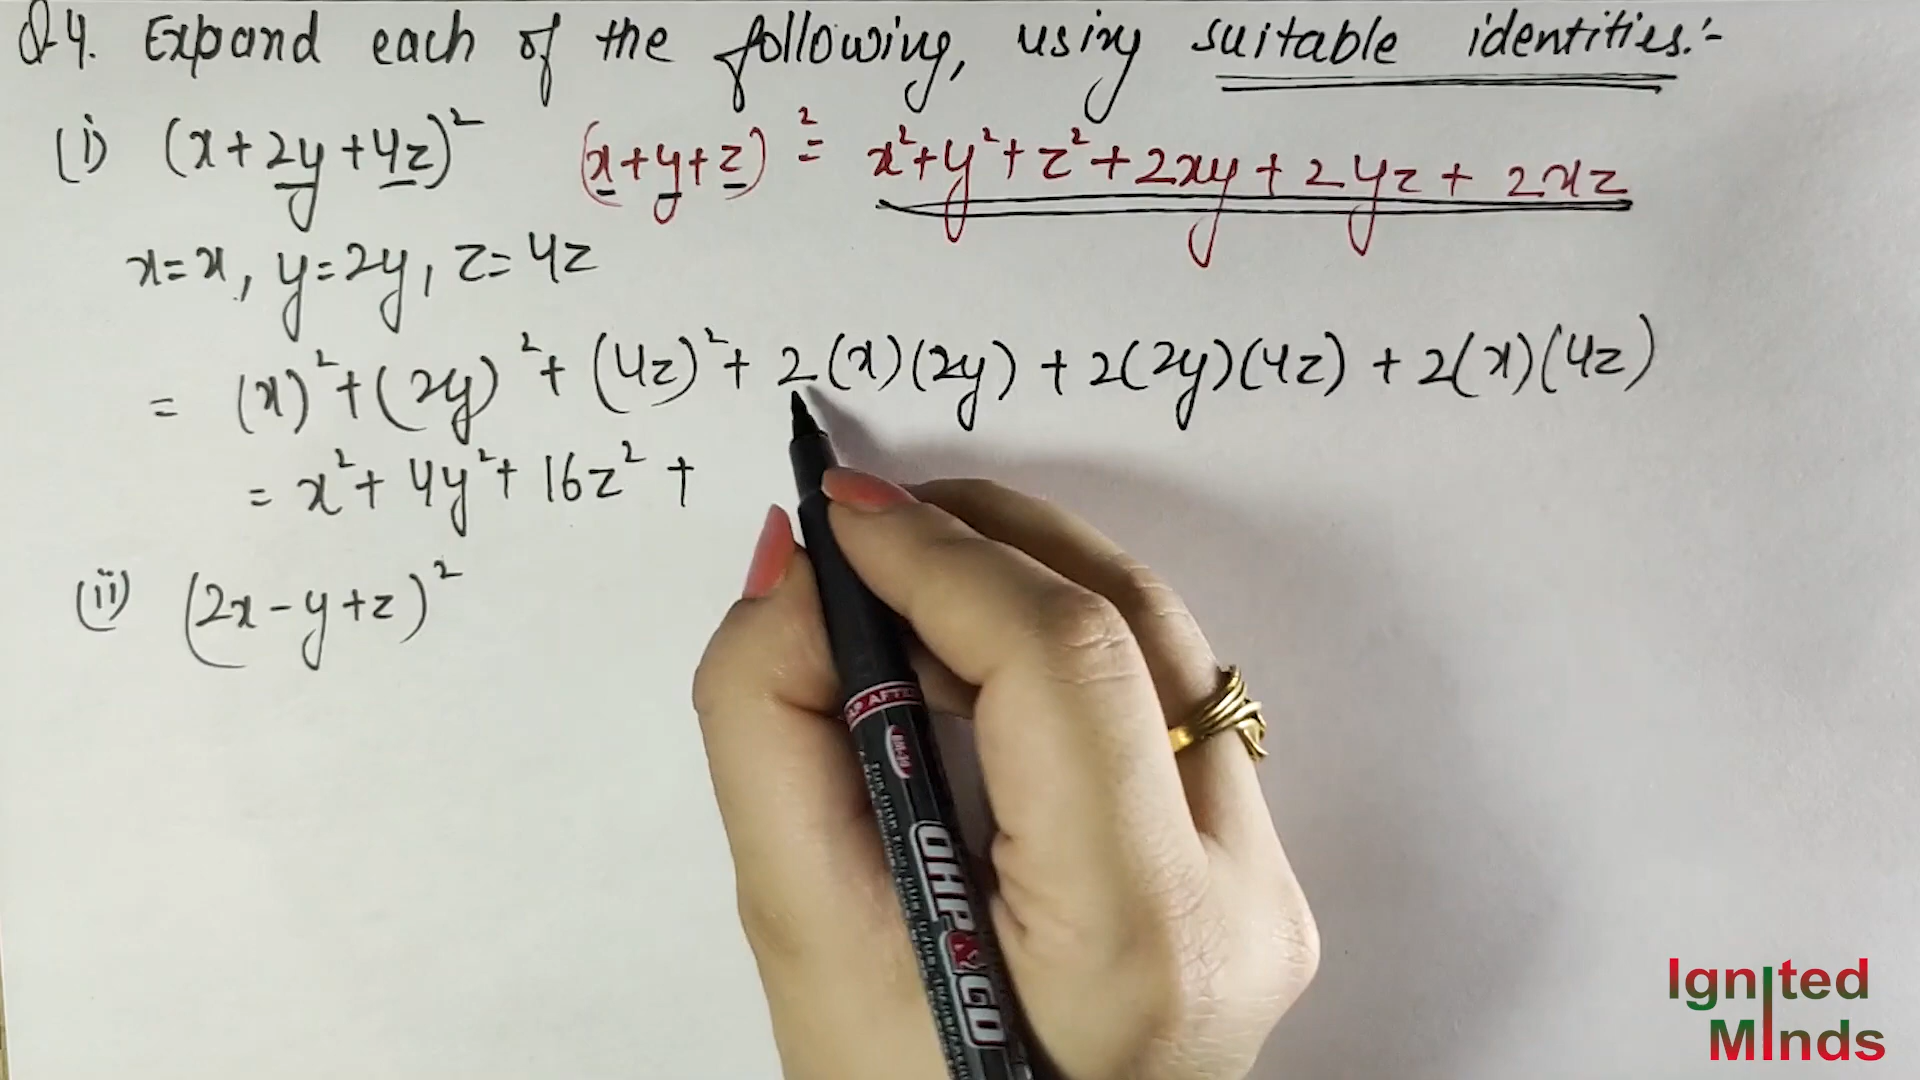 Q4. Expand each of the following, using suitable identities:-
(i) (x+2y+4z)² (x+y+z)² = x²+y²+z²+2xy+2yz+2xz
x=x, y=2y, z=4z
= (x)²+(2y)²+(4z)²+2(x)(2y)+2(2y)(4z)+2(x)(4z)
= x²+4y²+16z²+
(ii) (2x-y+z)²
OHP
Ignited
Minds